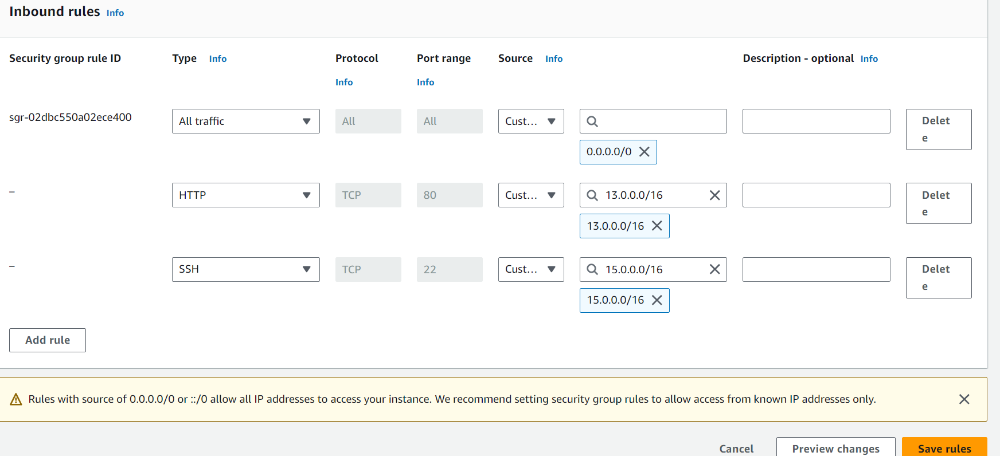 Inbound rules Info
Security group rule ID Type Info Protocol Info Port range Info Source Info Description - optional Info
sgr-02dbc550a02ece400 All traffic All All Cust... Delete
0.0.0.0/0
– HTTP TCP 80 Cust... 13.0.0.0/16 Delete
13.0.0.0/16
– SSH TCP 22 Cust... 15.0.0.0/16 Delete
15.0.0.0/16
Add rule
Rules with source of 0.0.0.0/0 or ::/0 allow all IP addresses to access your instance. We recommend setting security group rules to allow access from known IP addresses only.
Cancel Preview changes Save rules